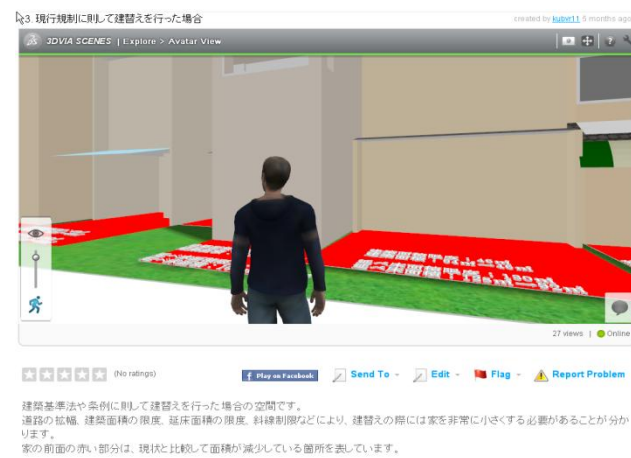 3. 現行規制に則して建替えを行った場合
created by kubyr11 5 months ago
3DVIA SCENES | Explore > Avatar View
27 views | Online
(No ratings)
Play on Facebook
Send To
Edit
Flag
Report Problem
建築基準法や条例に則して建替えを行った場合の空間です。
道路の拡幅、建築面積の限度、延床面積の限度、斜線制限などにより、建替えの際には家を非常に小さくする必要があることが分か
ります。
家の前面の赤い部分は、現状と比較して面積が減少している箇所を表しています。